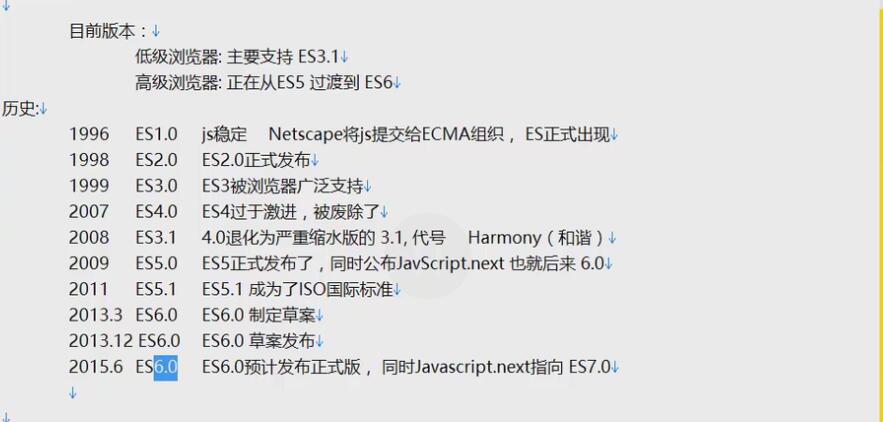 目前版本：
低级浏览器: 主要支持 ES3.1
高级浏览器: 正在从ES5 过渡到 ES6
历史:
1996 ES1.0 js稳定 Netscape将js提交给ECMA组织， ES正式出现
1998 ES2.0 ES2.0正式发布
1999 ES3.0 ES3被浏览器广泛支持
2007 ES4.0 ES4过于激进，被废除了
2008 ES3.1 4.0退化为严重缩水版的 3.1, 代号 Harmony（和谐）
2009 ES5.0 ES5正式发布了，同时公布JavScript.next 也就后来 6.0
2011 ES5.1 ES5.1 成为了ISO国际标准
2013.3 ES6.0 ES6.0 制定草案
2013.12 ES6.0 ES6.0 草案发布
2015.6 ES6.0 ES6.0预计发布正式版， 同时Javascript.next指向 ES7.0